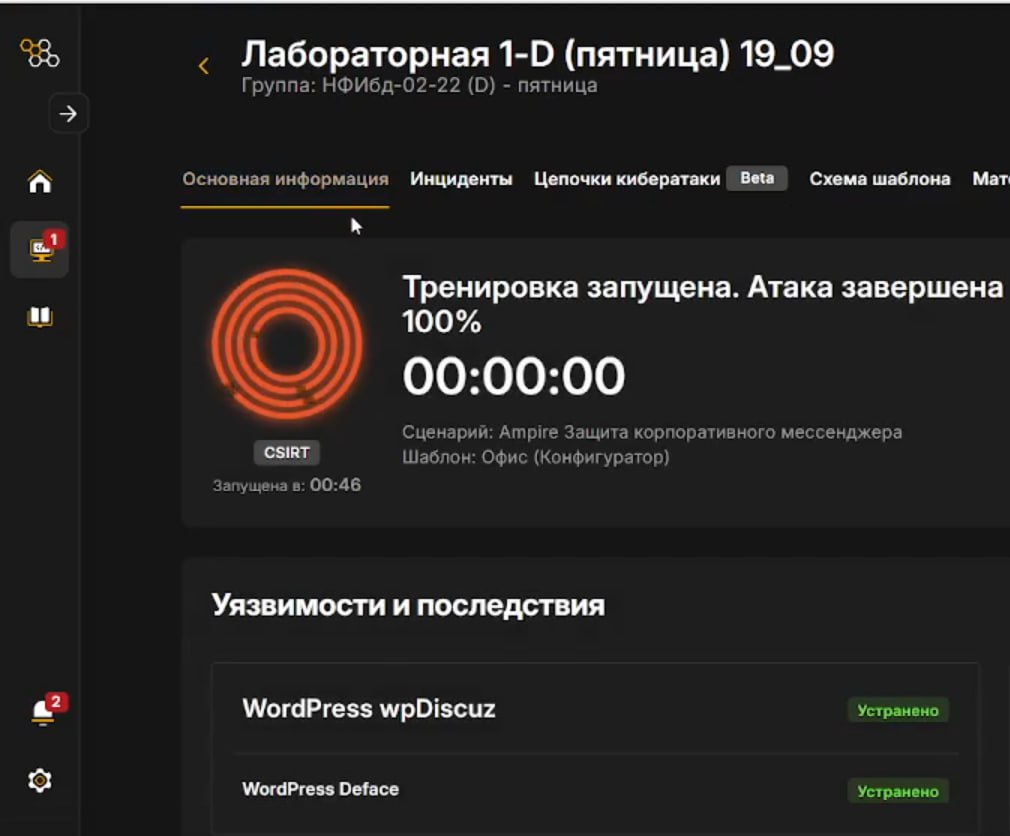 Лабораторная 1-D (пятница) 19_09
Группа: НФИбд-02-22 (D) - пятница
Основная информация Инциденты Цепочки кибератаки Beta Схема шаблона Мат
1
Тренировка запущена. Атака завершена
100%
00:00:00
Сценарий: Ampire Защита корпоративного мессенджера
Шаблон: Офис (Конфигуратор)
CSIRT
Запущена в: 00:46
Уязвимости и последствия
WordPress wpDiscuz Устранено
WordPress Deface Устранено
2